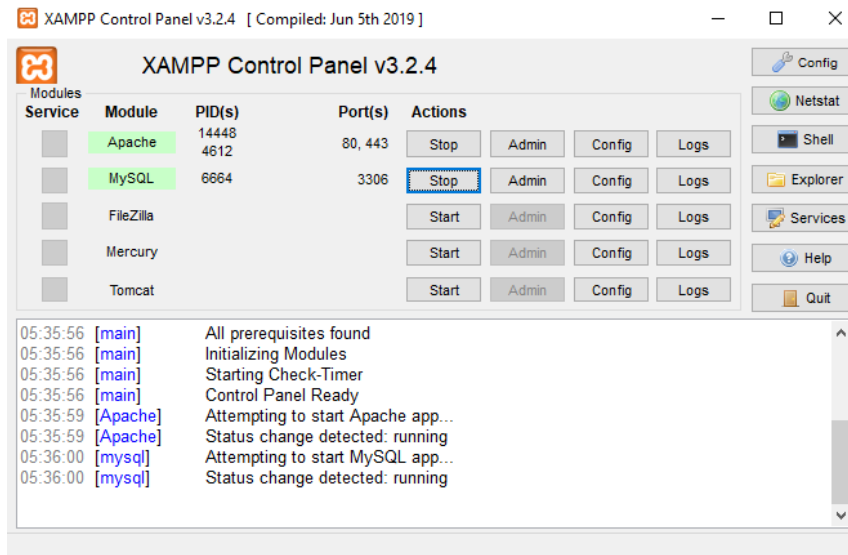 XAMPP Control Panel v3.2.4 [ Compiled: Jun 5th 2019 ]
XAMPP Control Panel v3.2.4
Config
Modules
Service Module PID(s) Port(s) Actions
Netstat
Apache 14448 4612 80, 443 Stop Admin Config Logs
Shell
MySQL 6664 3306 Stop Admin Config Logs
Explorer
FileZilla Start Admin Config Logs
Services
Mercury Start Admin Config Logs
Help
Tomcat Start Admin Config Logs
Quit
05:35:56 [main] All prerequisites found
05:35:56 [main] Initializing Modules
05:35:56 [main] Starting Check-Timer
05:35:56 [main] Control Panel Ready
05:35:59 [Apache] Attempting to start Apache app...
05:35:59 [Apache] Status change detected: running
05:36:00 [mysql] Attempting to start MySQL app...
05:36:00 [mysql] Status change detected: running